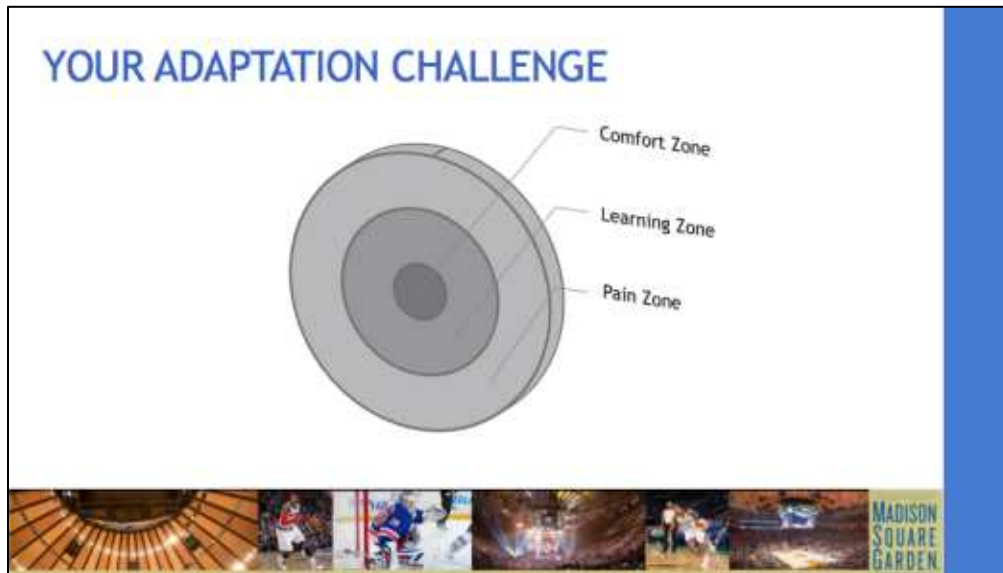 YOUR ADAPTATION CHALLENGE
Comfort Zone
Learning Zone
Pain Zone
MADISON
SQUARE
GARDEN